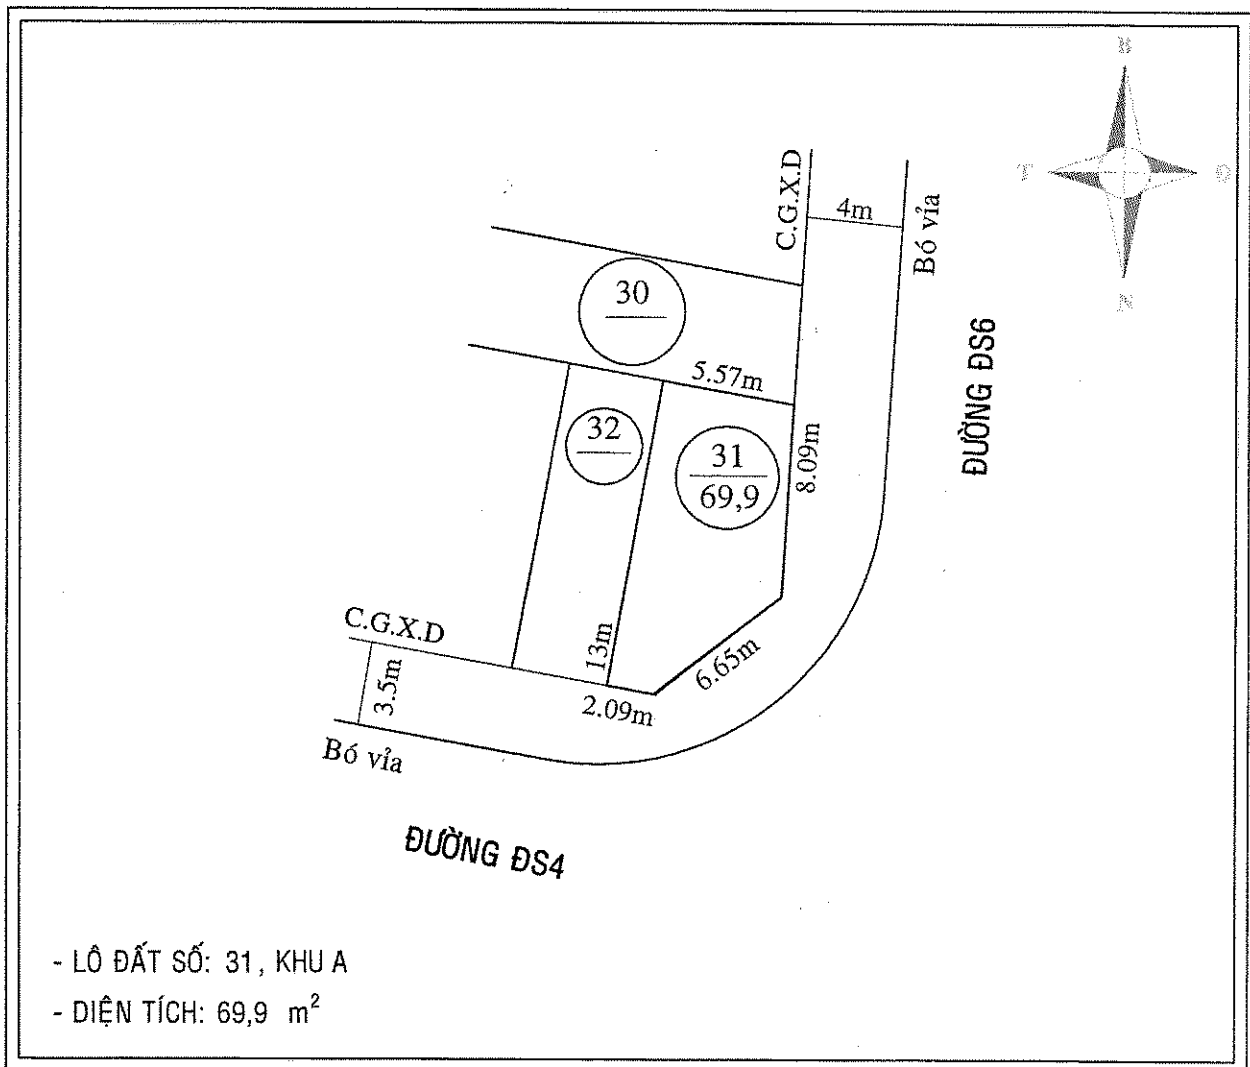 B
T
Đ
N
C.G.X.D
4m
Bó vỉa
30
5.57m
ĐƯỜNG ĐS6
32
31
69,9
8.09m
C.G.X.D
13m
6.65m
3.5m
2.09m
Bó vỉa
ĐƯỜNG ĐS4
- LÔ ĐẤT SỐ: 31, KHU A
- DIỆN TÍCH: 69,9 m²